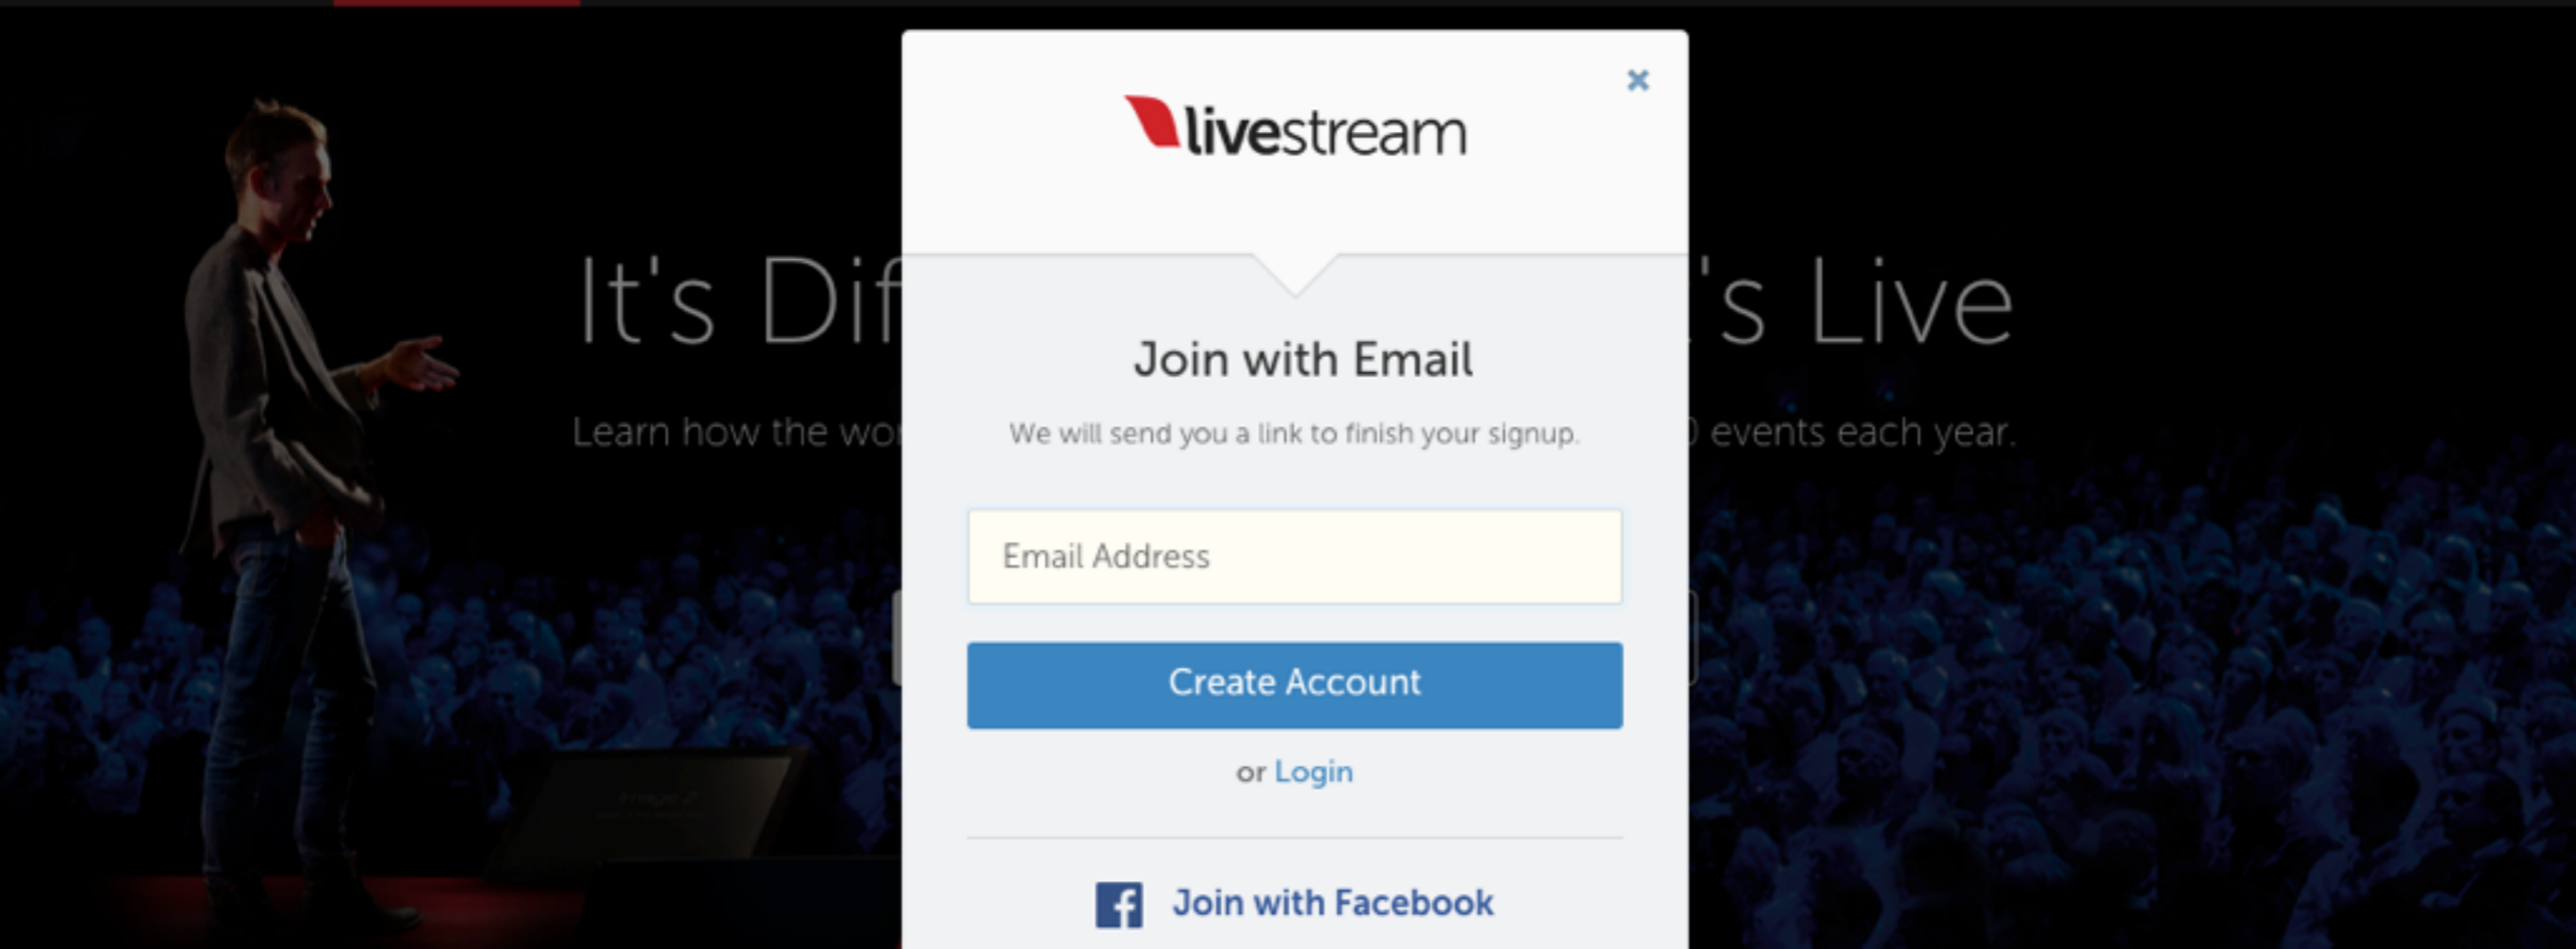 livestream
It's Dif
's Live
Join with Email
Learn how the wor
We will send you a link to finish your signup.
events each year.
Email Address
Create Account
or Login
Join with Facebook